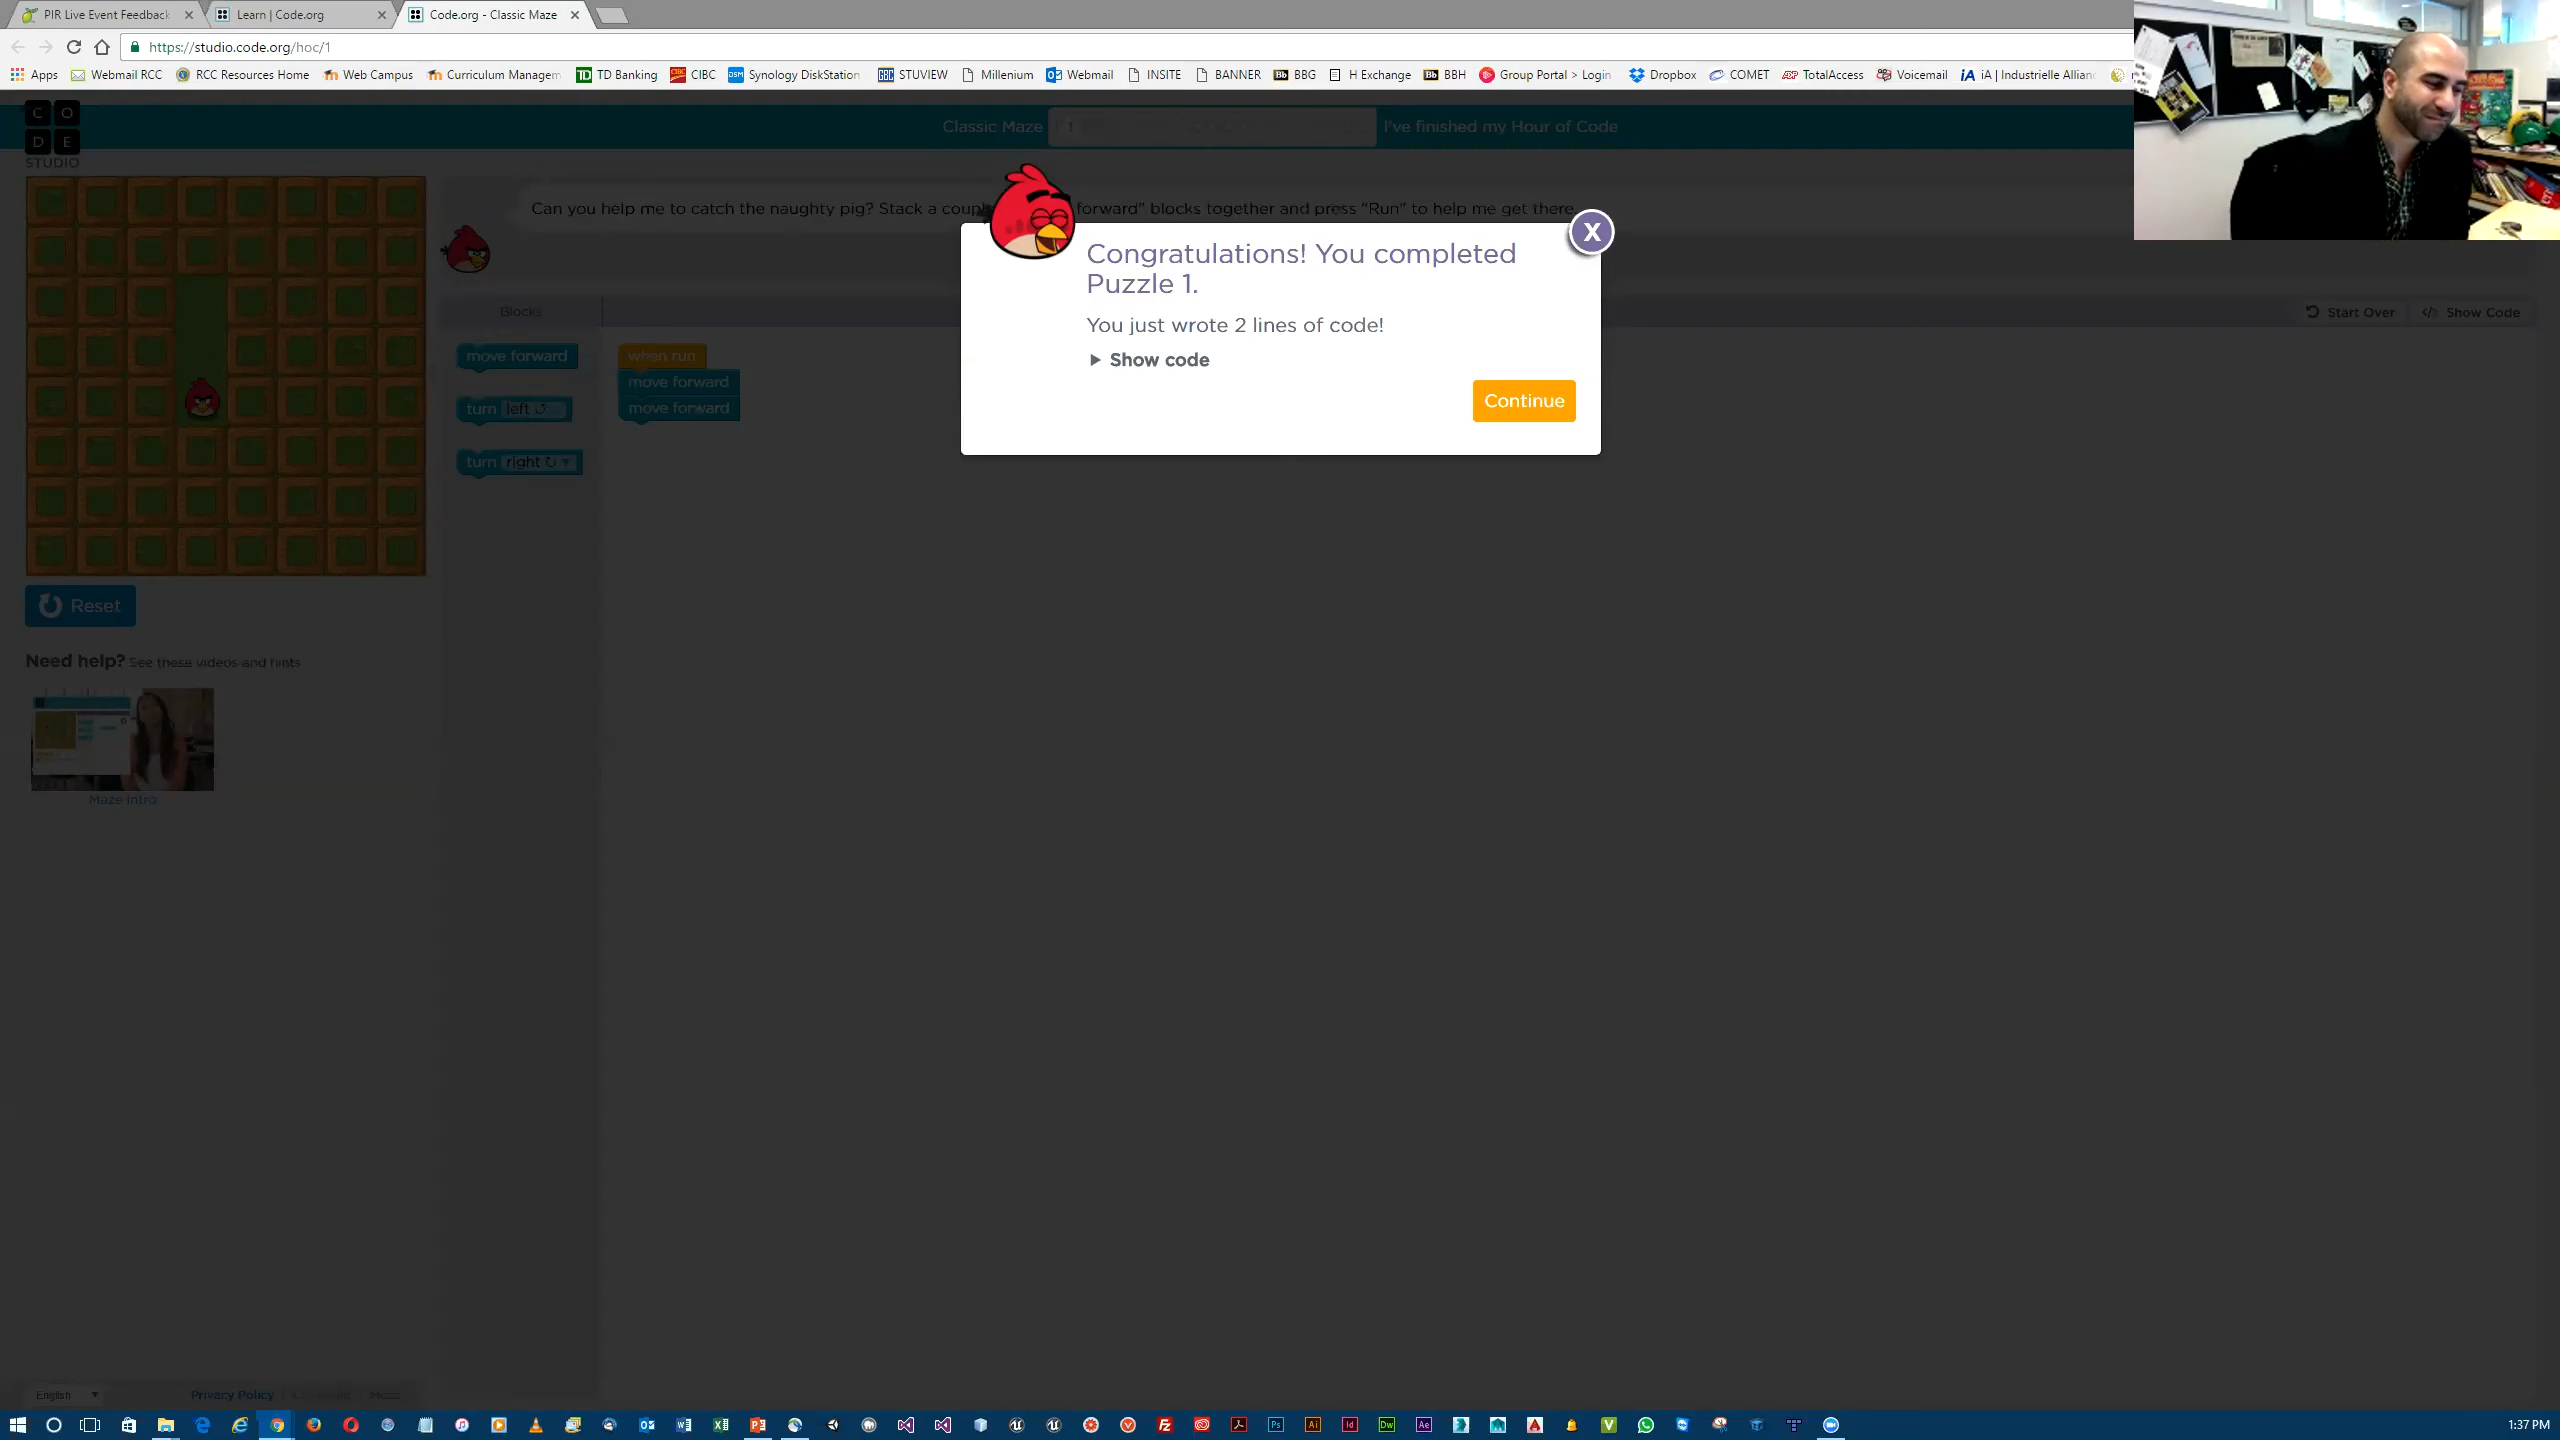 PIR Live Event Feedback
Learn | Code.org
Code.org - Classic Maze
https://studio.code.org/hoc/1
Apps
Webmail RCC
RCC Resources Home
Web Campus
Curriculum Managem
TD Banking
CIBC
Synology DiskStation
STUVIEW
Millenium
Webmail
INSITE
BANNER
BBG
H Exchange
BBH
Group Portal > Login
Dropbox
COMET
TotalAccess
Voicemail
iA | Industrielle Allianc
C O
D E
STUDIO
Classic Maze 1 I've finished my Hour of Code
Can you help me to catch the naughty pig? Stack a coupl forward" blocks together and press "Run" to help me get there.
X
Congratulations! You completed
Puzzle 1.
You just wrote 2 lines of code!
Show code
Continue
Blocks
Start Over
Show Code
move forward
turn left
turn right
when run
move forward
move forward
Reset
Need help? See these videos and hints
Maze Intro
English
Privacy Policy
1:37 PM